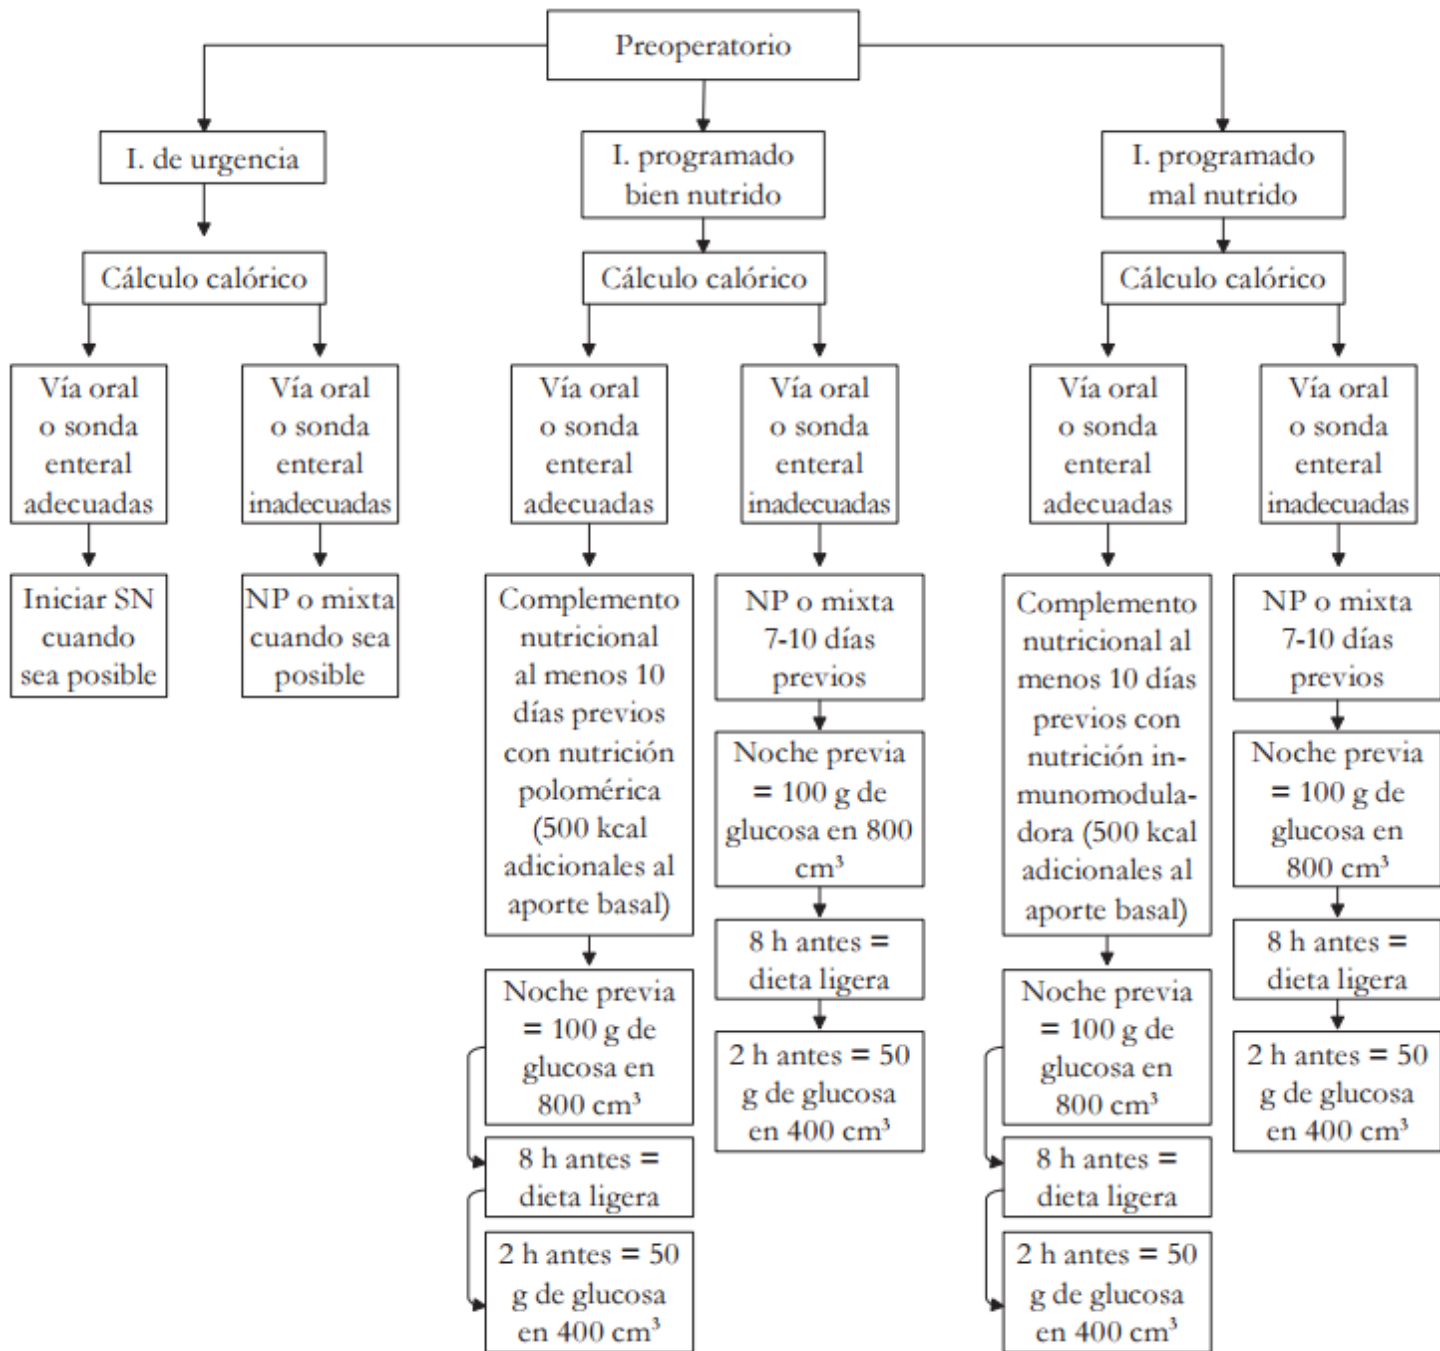 Preoperatorio
I. de urgencia
Cálculo calórico
Vía oral
o sonda
enteral
adecuadas
Iniciar SN
cuando
sea posible
Vía oral
o sonda
enteral
inadecuadas
NP o mixta
cuando sea
posible
I. programado
bien nutrido
Cálculo calórico
Vía oral
o sonda
enteral
adecuadas
Complemento
nutricional
al menos 10
días previos
con nutrición
polomérica
(500 kcal
adicionales al
aporte basal)
Noche previa
= 100 g de
glucosa en
800 cm³
8 h antes =
dieta ligera
2 h antes = 50
g de glucosa
en 400 cm³
Vía oral
o sonda
enteral
inadecuadas
NP o mixta
7-10 días
previos
Noche previa
= 100 g de
glucosa en 800
cm³
8 h antes =
dieta ligera
2 h antes = 50
g de glucosa
en 400 cm³
I. programado
mal nutrido
Cálculo calórico
Vía oral
o sonda
enteral
adecuadas
Complemento
nutricional al
menos 10 días
previos con
nutrición in-
munomodula-
dora (500 kcal
adicionales al
aporte basal)
Noche previa
= 100 g de
glucosa en
800 cm³
8 h antes =
dieta ligera
2 h antes = 50
g de glucosa
en 400 cm³
Vía oral
o sonda
enteral
inadecuadas
NP o mixta
7-10 días
previos
Noche previa
= 100 g de
glucosa en
800 cm³
8 h antes =
dieta ligera
2 h antes = 50
g de glucosa
en 400 cm³